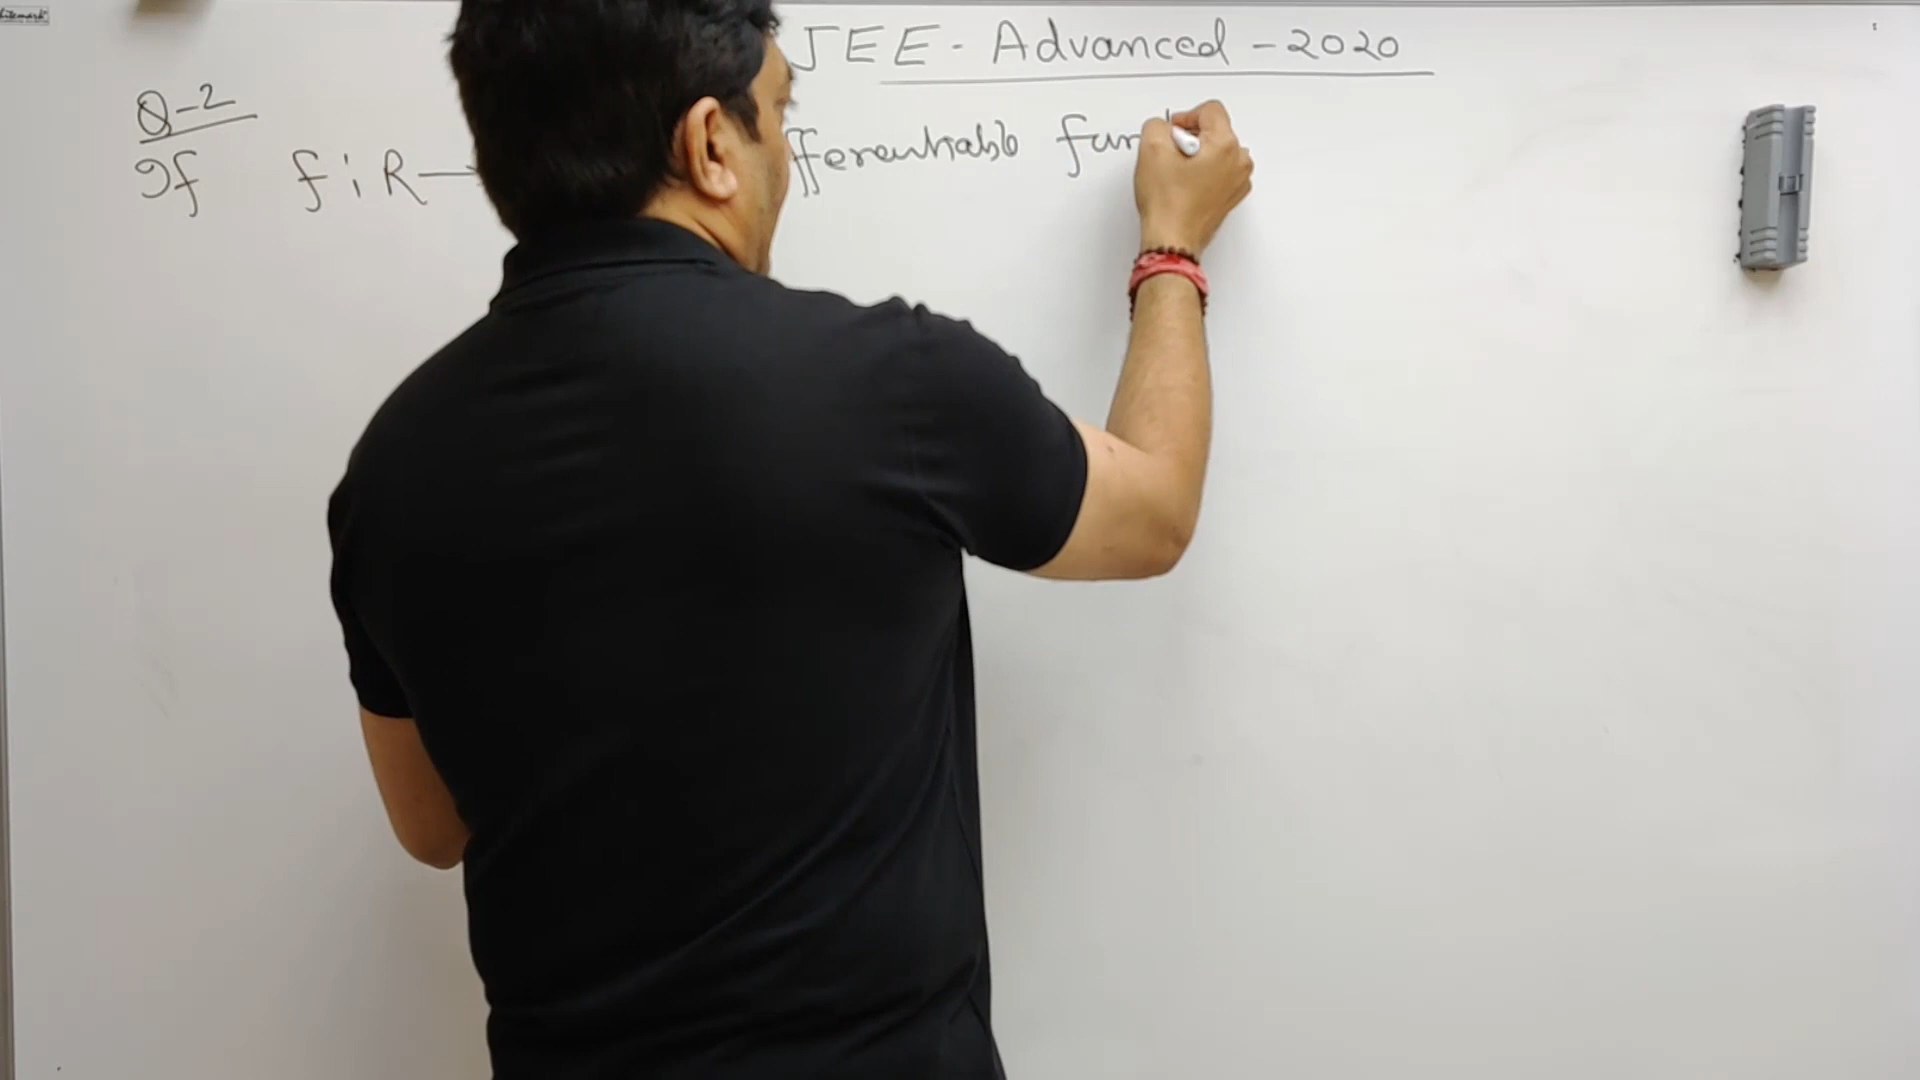 JEE - Advanced - 2020
Q-2
If f : R → fferentiable fun